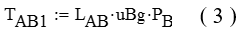 T_AB1 := L_AB·uBg·P_B ( 3 )